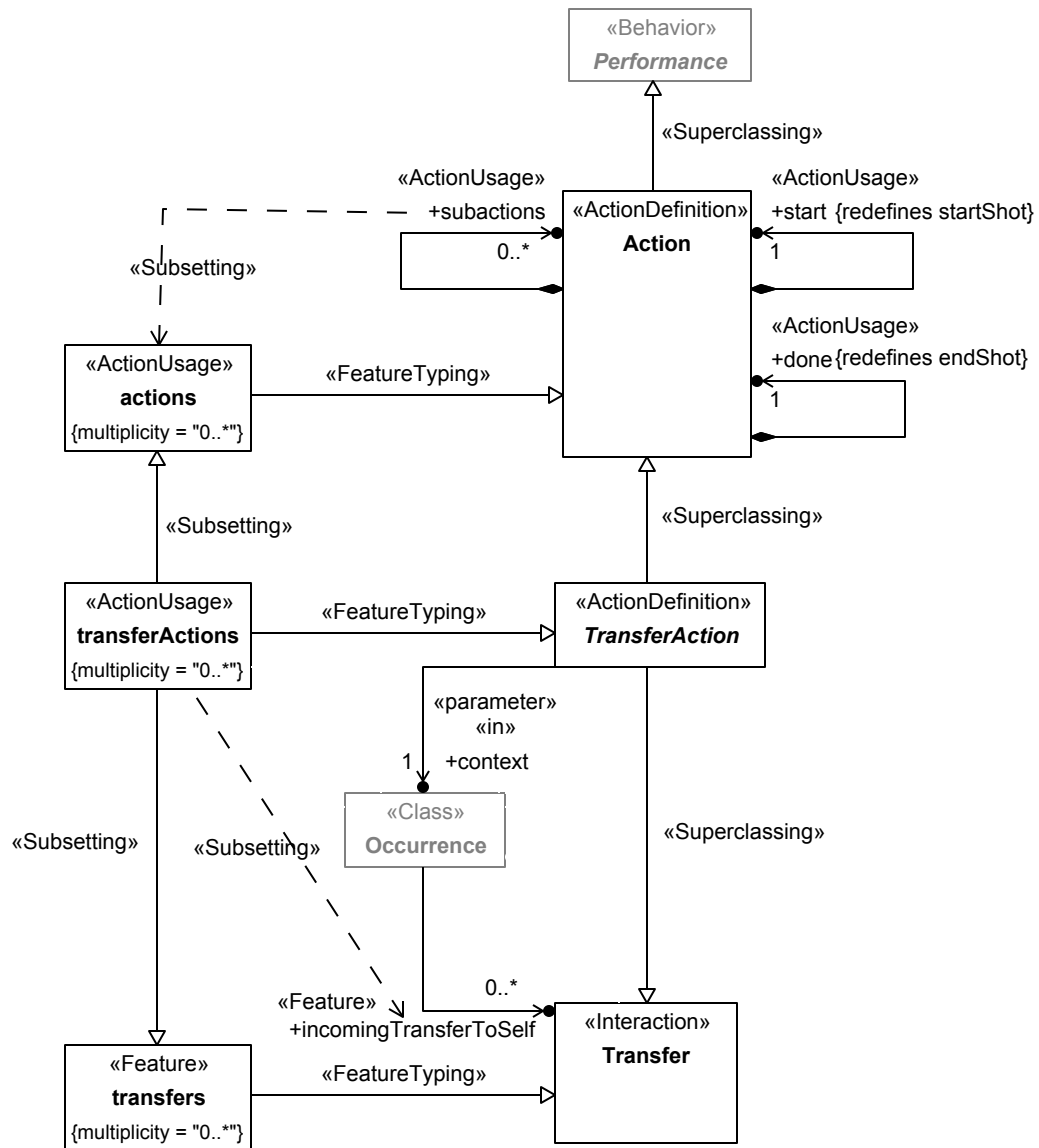 «Behavior»
Performance
«Superclassing»
«ActionUsage»
+subactions
0..*
«ActionDefinition»
Action
«ActionUsage»
+start {redefines startShot}
1
«Subsetting»
«ActionUsage»
+done {redefines endShot}
1
«ActionUsage»
actions
{multiplicity = "0..*"}
«FeatureTyping»
«Subsetting»
«Superclassing»
«ActionUsage»
transferActions
{multiplicity = "0..*"}
«FeatureTyping»
«ActionDefinition»
TransferAction
«parameter»
«in»
1 +context
«Class»
Occurrence
«Subsetting»
«Subsetting»
«Superclassing»
0..*
«Feature»
+incomingTransferToSelf
«Interaction»
Transfer
«Feature»
transfers
{multiplicity = "0..*"}
«FeatureTyping»